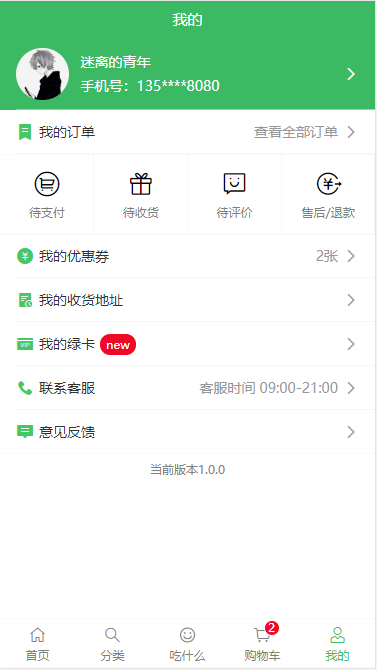 我的
迷离的青年
手机号：135****8080
我的订单 查看全部订单
待支付 待收货 待评价 售后/退款
我的优惠券 2张
我的收货地址
VIP 我的绿卡 new
联系客服 客服时间 09:00-21:00
意见反馈
当前版本1.0.0
2
首页 分类 吃什么 购物车 我的